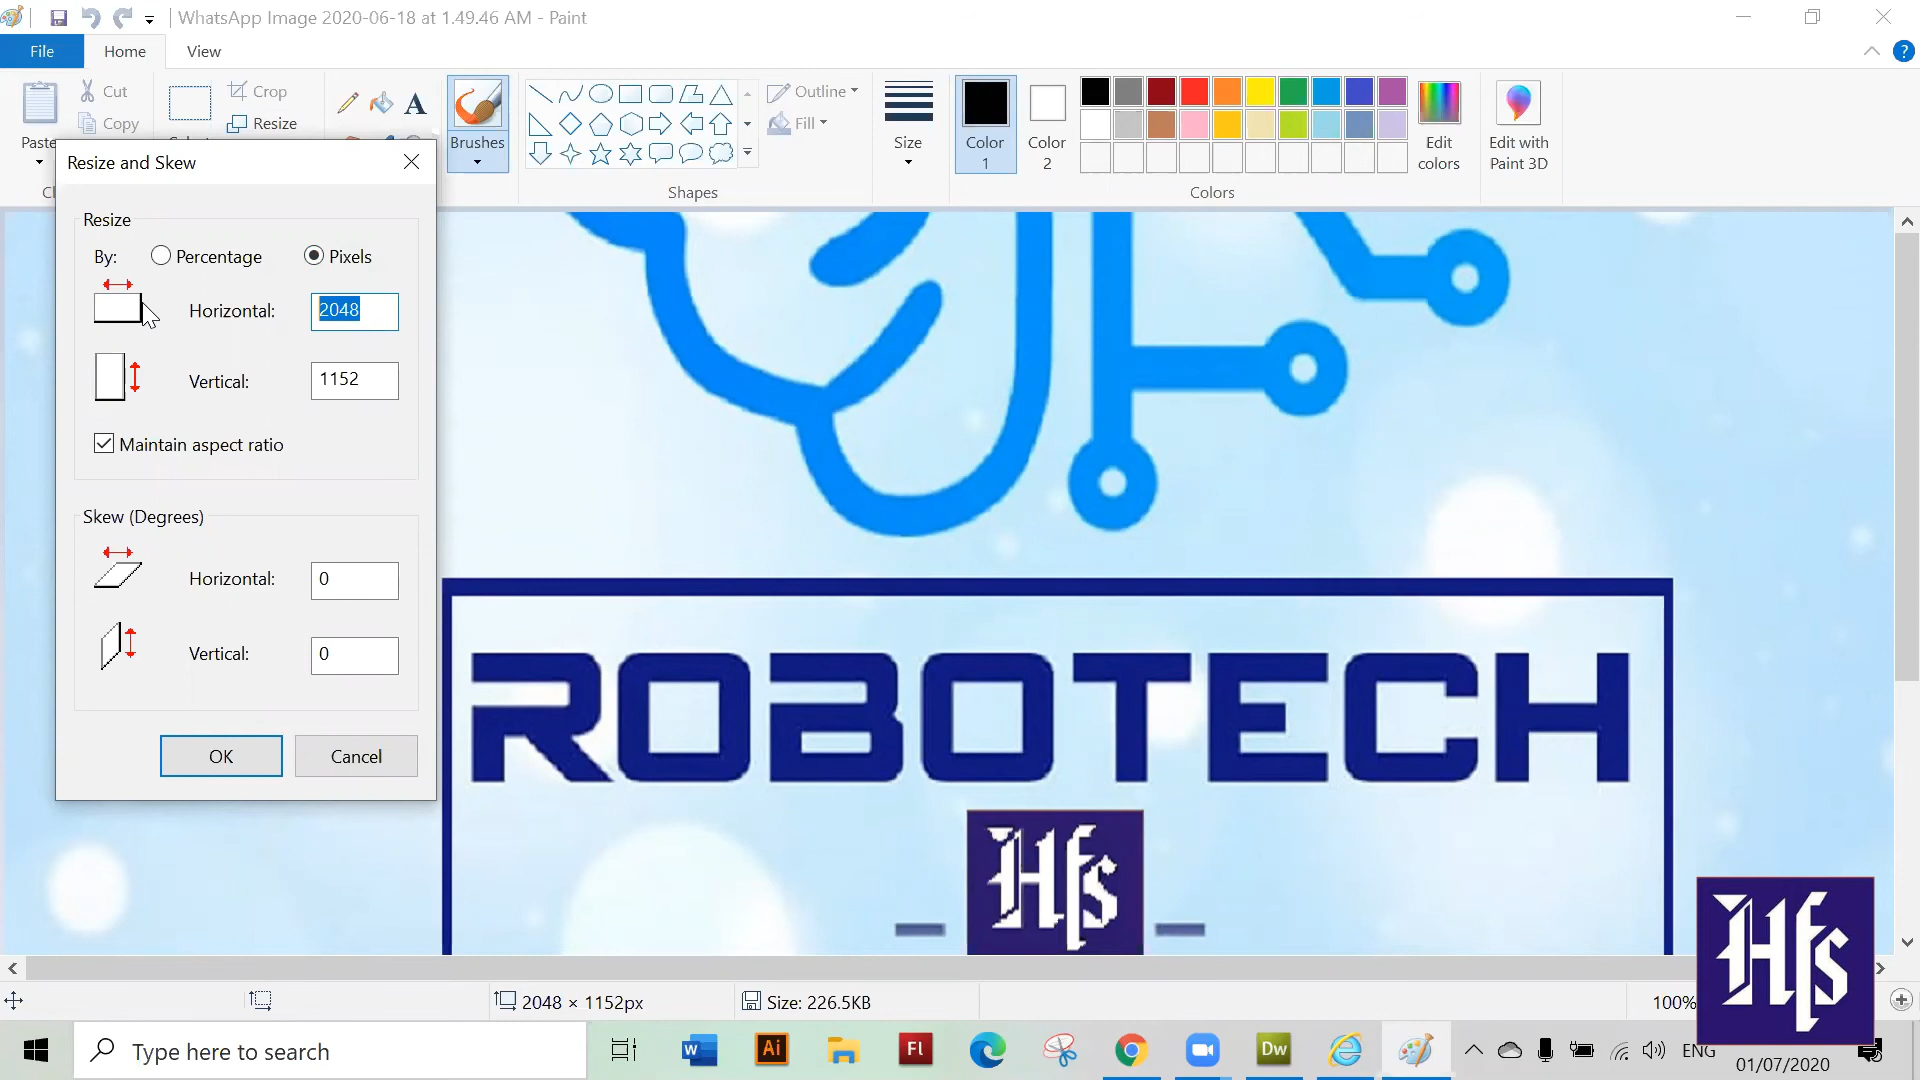 WhatsApp Image 2020-06-18 at 1.49.46 AM - Paint
File Home View
Paste Cut Copy Crop Resize
Brushes
Shapes
Outline
Fill
Size
Color 1
Color 2
Edit colors
Colors
Edit with Paint 3D
Resize and Skew
Resize
By: Percentage Pixels
Horizontal: 2048
Vertical: 1152
Maintain aspect ratio
Skew (Degrees)
Horizontal: 0
Vertical: 0
OK Cancel
ROBOTECH
Hfs
Hfs
2048 × 1152px Size: 226.5KB 100%
Type here to search
W Ai Fl Dw ENG
01/07/2020